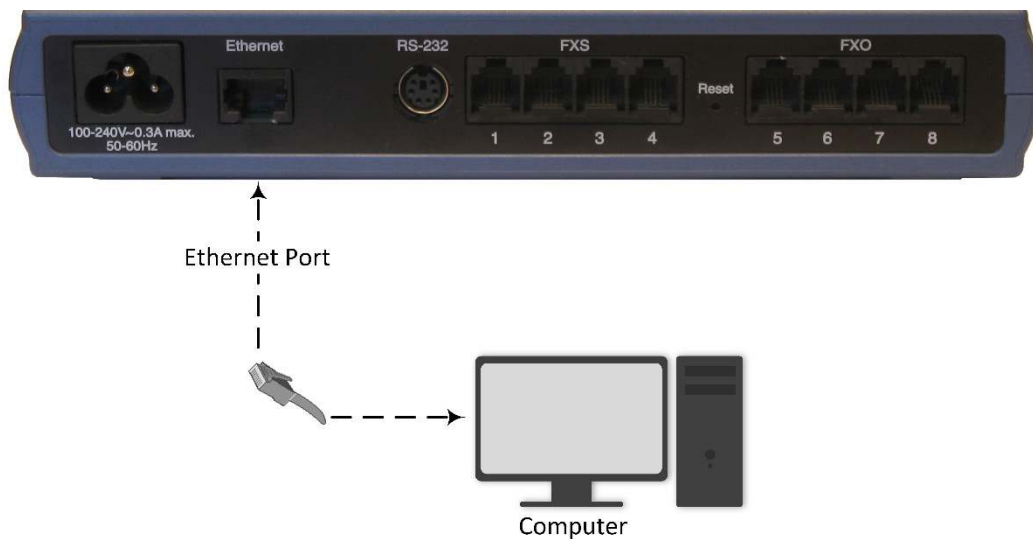 Ethernet
RS-232
FXS
FXO
Reset
100-240V~0.3A max.
50-60Hz
1 2 3 4
5 6 7 8
Ethernet Port
Computer